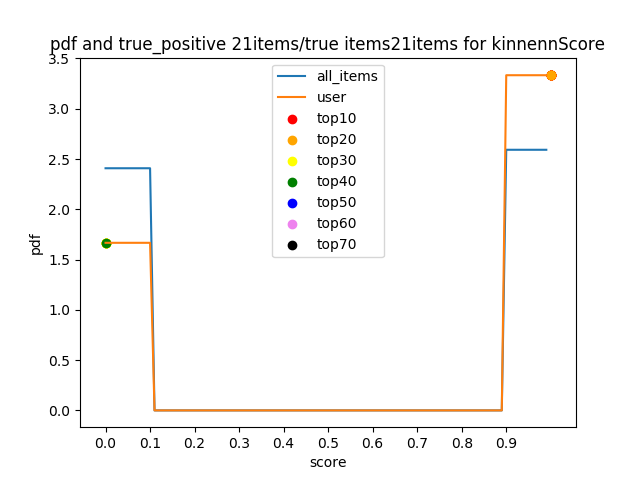 pdf and true_positive 21items/true items21items for kinnennScore
all_items
user
top10
top20
top30
top40
top50
top60
top70
3.5
3.0
2.5
2.0
1.5
1.0
0.5
0.0
pdf
0.0 0.1 0.2 0.3 0.4 0.5 0.6 0.7 0.8 0.9
score